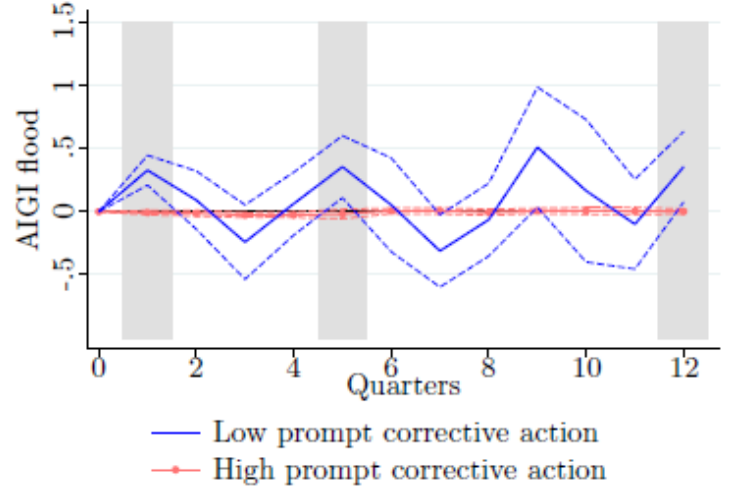 1.5
1
.5
0
-.5
AIGI flood
0 2 4 6 8 10 12
Quarters
Low prompt corrective action
High prompt corrective action